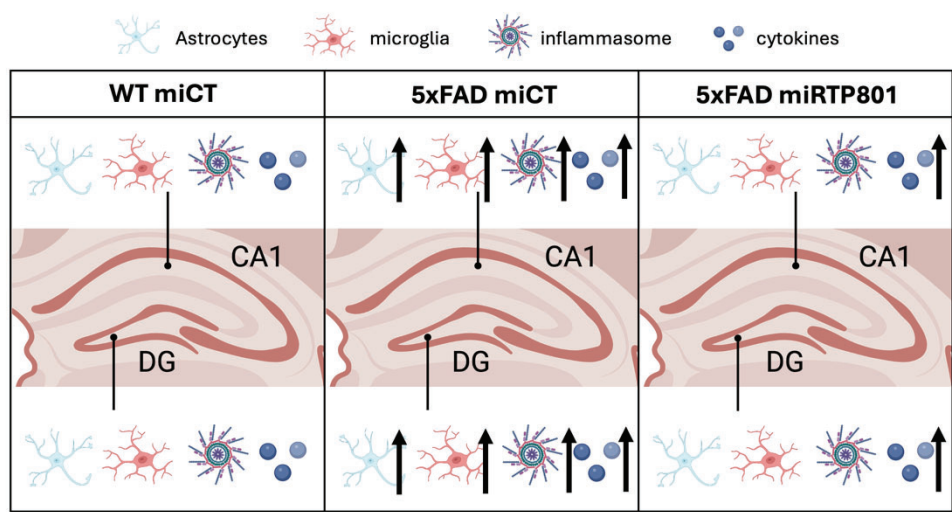 Astrocytes microglia inflammasome cytokines
WT miCT 5xFAD miCT 5xFAD miRTP801
CA1 CA1 CA1
DG DG DG